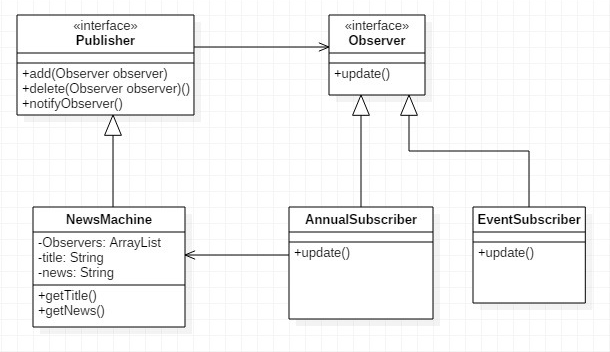 «interface»
Publisher
+add(Observer observer)
+delete(Observer observer)()
+notifyObserver()
«interface»
Observer
+update()
NewsMachine
-Observers: ArrayList
-title: String
-news: String
+getTitle()
+getNews()
AnnualSubscriber
+update()
EventSubscriber
+update()